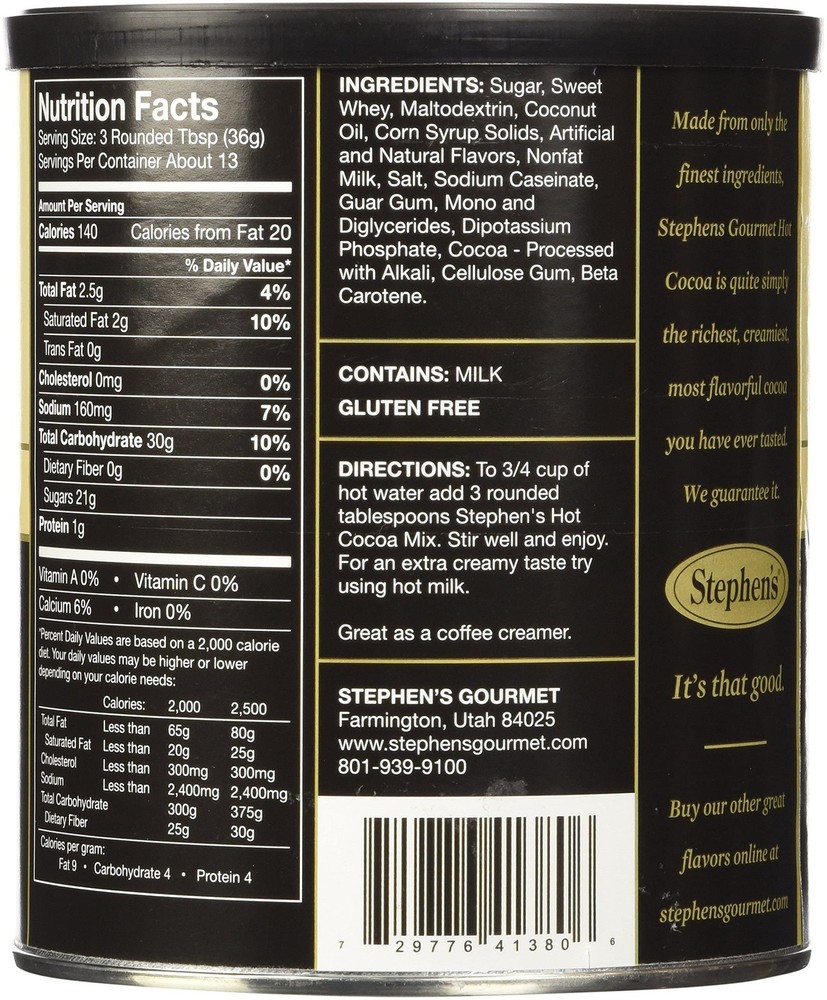 Nutrition Facts
Serving Size: 3 Rounded Tbsp (36g)
Servings Per Container About 13
Amount Per Serving
Calories 140 Calories from Fat 20
% Daily Value*
Total Fat 2.5g 4%
Saturated Fat 2g 10%
Trans Fat 0g
Cholesterol 0mg 0%
Sodium 160mg 7%
Total Carbohydrate 30g 10%
Dietary Fiber 0g 0%
Sugars 21g
Protein 1g
Vitamin A 0% • Vitamin C 0%
Calcium 6% • Iron 0%
*Percent Daily Values are based on a 2,000 calorie
diet. Your daily values may be higher or lower
depending on your calorie needs:
Calories: 2,000 2,500
Total Fat Less than 65g 80g
Saturated Fat Less than 20g 25g
Cholesterol Less than 300mg 300mg
Sodium Less than 2,400mg 2,400mg
Total Carbohydrate 300g 375g
Dietary Fiber 25g 30g
Calories per gram:
Fat 9 • Carbohydrate 4 • Protein 4
INGREDIENTS: Sugar, Sweet
Whey, Maltodextrin, Coconut
Oil, Corn Syrup Solids, Artificial
and Natural Flavors, Nonfat
Milk, Salt, Sodium Caseinate,
Guar Gum, Mono and
Diglycerides, Dipotassium
Phosphate, Cocoa - Processed
with Alkali, Cellulose Gum, Beta
Carotene.
CONTAINS: MILK
GLUTEN FREE
DIRECTIONS: To 3/4 cup of
hot water add 3 rounded
tablespoons Stephen's Hot
Cocoa Mix. Stir well and enjoy.
For an extra creamy taste try
using hot milk.
Great as a coffee creamer.
STEPHEN'S GOURMET
Farmington, Utah 84025
www.stephensgourmet.com
801-939-9100
7 29776 41380 6
Made from only the
finest ingredients,
Stephens Gourmet Hot
Cocoa is quite simply
the richest, creamiest,
most flavorful cocoa
you have ever tasted.
We guarantee it.
Stephen's
It's that good.
Buy our other great
flavors online at
stephensgourmet.com